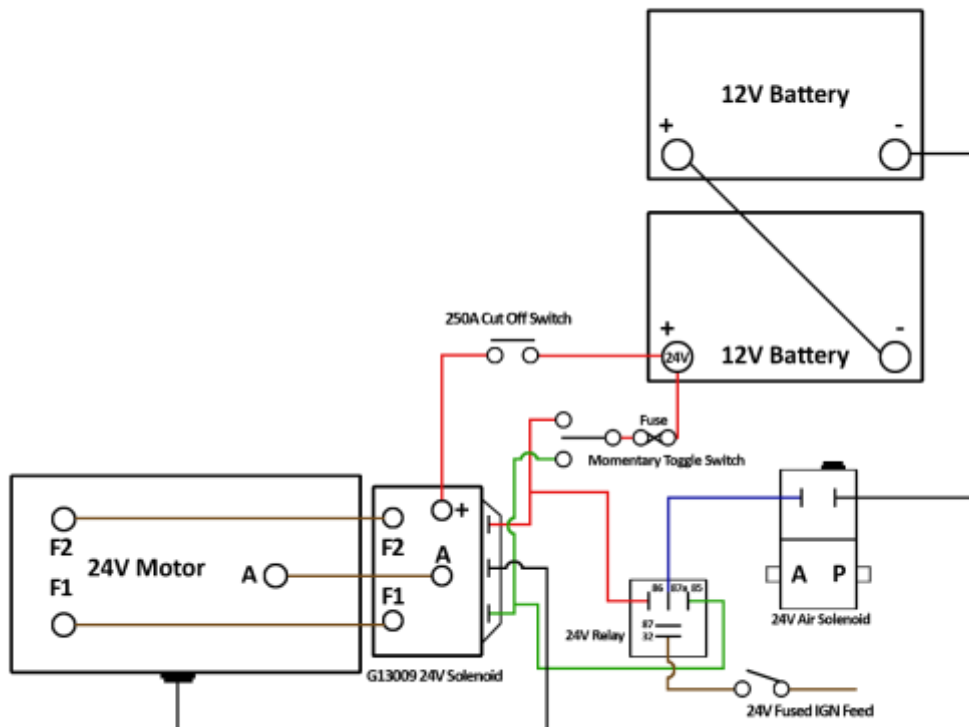 12V Battery
+
-
250A Cut Off Switch
+
-
24V
12V Battery
Fuse
Momentary Toggle Switch
+
F2
F2
A
24V Motor
A
F1
F1
86 87a 85
A P
24V Relay
87
32
24V Air Solenoid
G13009 24V Solenoid
24V Fused IGN Feed